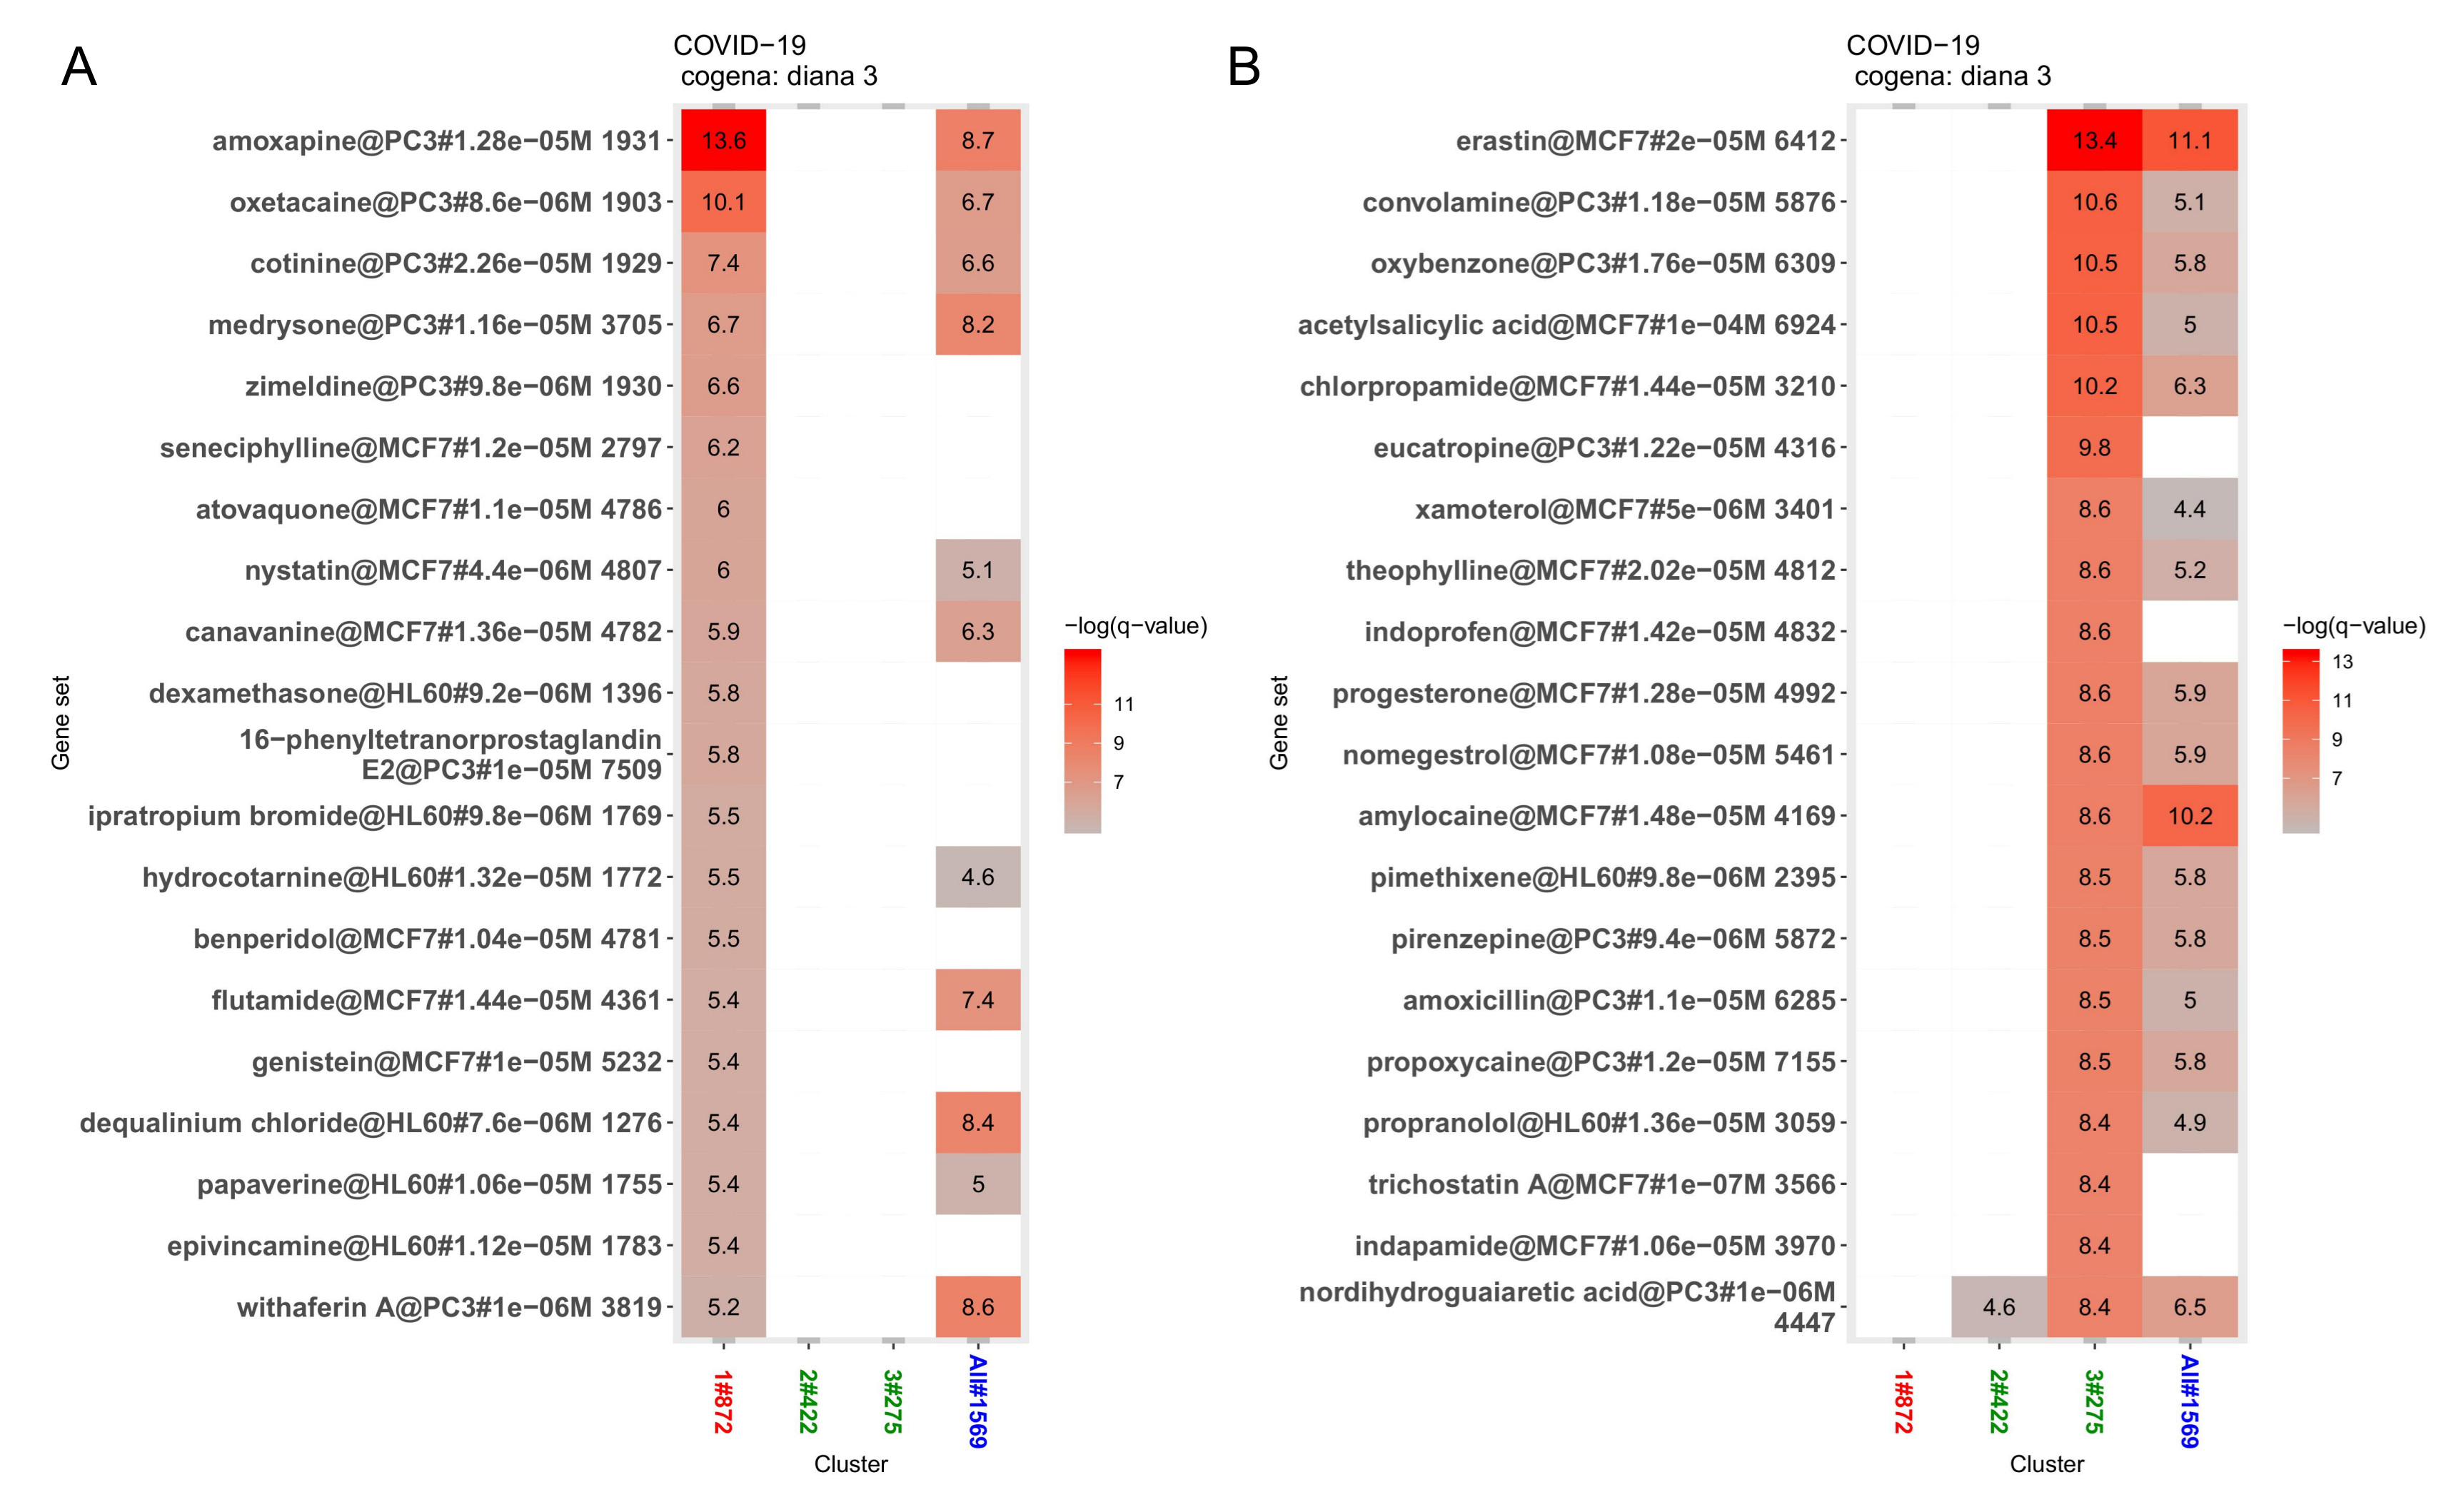 A
COVID−19
cogena: diana 3
Gene set
amoxapine@PC3#1.28e−05M 1931 13.6 8.7
oxetacaine@PC3#8.6e−06M 1903 10.1 6.7
cotinine@PC3#2.26e−05M 1929 7.4 6.6
medrysone@PC3#1.16e−05M 3705 6.7 8.2
zimeldine@PC3#9.8e−06M 1930 6.6
seneciphylline@MCF7#1.2e−05M 2797 6.2
atovaquone@MCF7#1.1e−05M 4786 6
nystatin@MCF7#4.4e−06M 4807 6 5.1
canavanine@MCF7#1.36e−05M 4782 5.9 6.3
dexamethasone@HL60#9.2e−06M 1396 5.8
16−phenyltetranorprostaglandin
E2@PC3#1e−05M 7509 5.8
ipratropium bromide@HL60#9.8e−06M 1769 5.5
hydrocotarnine@HL60#1.32e−05M 1772 5.5 4.6
benperidol@MCF7#1.04e−05M 4781 5.5
flutamide@MCF7#1.44e−05M 4361 5.4 7.4
genistein@MCF7#1e−05M 5232 5.4
dequalinium chloride@HL60#7.6e−06M 1276 5.4 8.4
papaverine@HL60#1.06e−05M 1755 5.4 5
epivincamine@HL60#1.12e−05M 1783 5.4
withaferin A@PC3#1e−06M 3819 5.2 8.6
1#872 2#422 3#275 All#1569
Cluster
−log(q−value)
11
9
7
B
COVID−19
cogena: diana 3
Gene set
erastin@MCF7#2e−05M 6412 13.4 11.1
convolamine@PC3#1.18e−05M 5876 10.6 5.1
oxybenzone@PC3#1.76e−05M 6309 10.5 5.8
acetylsalicylic acid@MCF7#1e−04M 6924 10.5 5
chlorpropamide@MCF7#1.44e−05M 3210 10.2 6.3
eucatropine@PC3#1.22e−05M 4316 9.8
xamoterol@MCF7#5e−06M 3401 8.6 4.4
theophylline@MCF7#2.02e−05M 4812 8.6 5.2
indoprofen@MCF7#1.42e−05M 4832 8.6
progesterone@MCF7#1.28e−05M 4992 8.6 5.9
nomegestrol@MCF7#1.08e−05M 5461 8.6 5.9
amylocaine@MCF7#1.48e−05M 4169 8.6 10.2
pimethixene@HL60#9.8e−06M 2395 8.5 5.8
pirenzepine@PC3#9.4e−06M 5872 8.5 5.8
amoxicillin@PC3#1.1e−05M 6285 8.5 5
propoxycaine@PC3#1.2e−05M 7155 8.5 5.8
propranolol@HL60#1.36e−05M 3059 8.4 4.9
trichostatin A@MCF7#1e−07M 3566 8.4
indapamide@MCF7#1.06e−05M 3970 8.4
nordihydroguaiaretic acid@PC3#1e−06M
4447 4.6 8.4 6.5
1#872 2#422 3#275 All#1569
Cluster
−log(q−value)
13
11
9
7